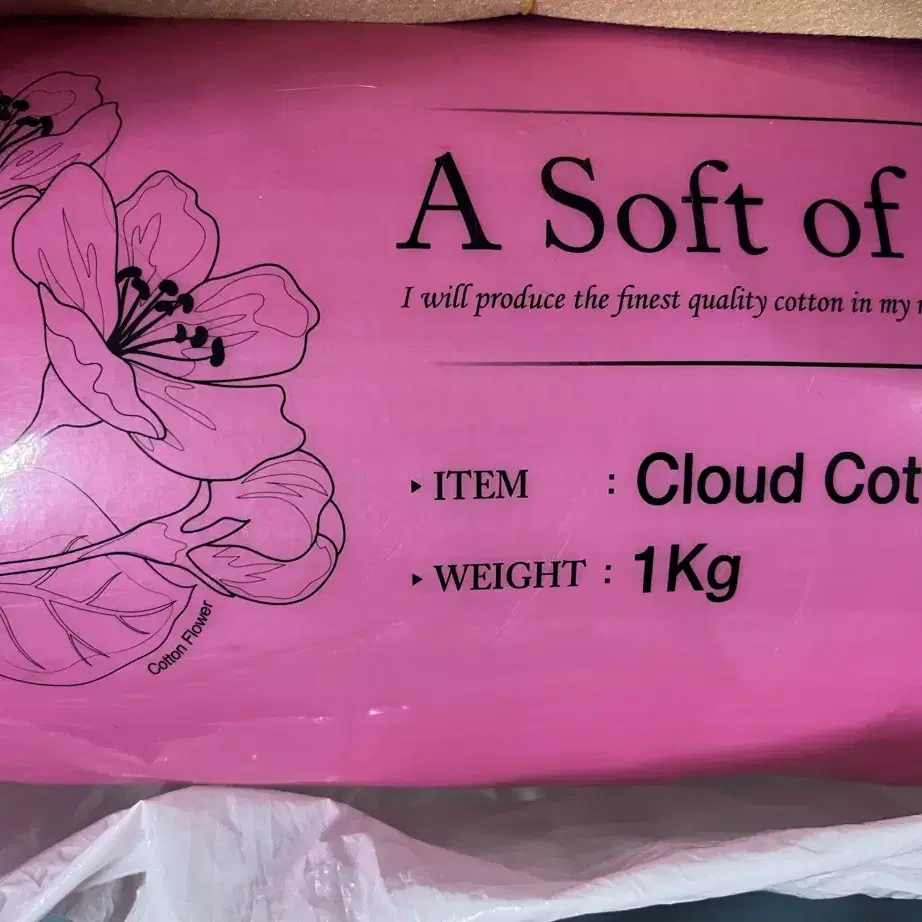 A Soft of
I will produce the finest quality cotton in my
▸ ITEM : Cloud Cot
▸ WEIGHT : 1Kg
Cotton Flower